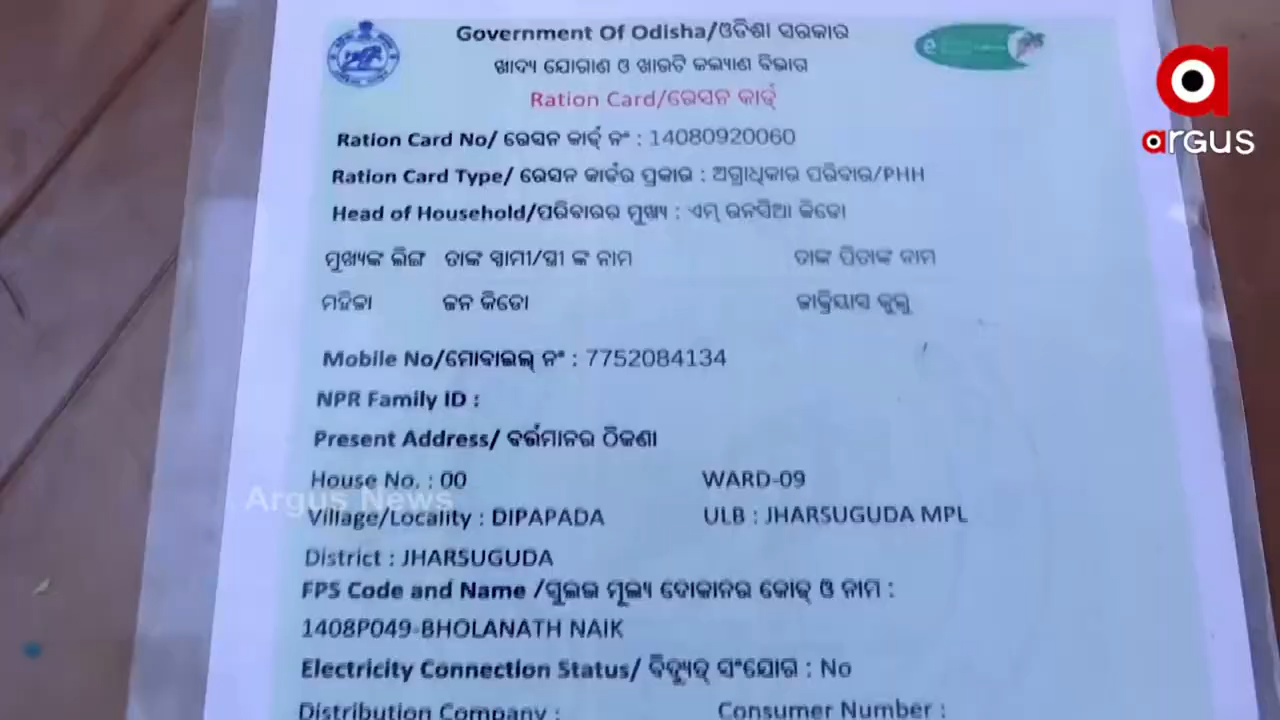 Government Of Odisha/ଓଡିଶା ସରକାର
ଖାଦ୍ୟ ଯୋଗାଣ ଓ ଖାଉଟି କଲ୍ୟାଣ ବିଭାଗ
Ration Card/ରେସନ କାର୍ଡ୍
argus
Ration Card No/ ରେସନ କାର୍ଡ୍ ନଂ : 14080920060
Ration Card Type/ ରେସନ କାର୍ଡର ପ୍ରକାର : ଅଗ୍ରାଧିକାର ପରିବାର/PHH
Head of Household/ପରିବାରର ମୁଖ୍ୟ : ଏମ୍ ଉନସିଆ କିଡୋ
ମୁଖ୍ୟଙ୍କ ଲିଙ୍ଗ ତାଙ୍କ ସ୍ୱାମୀ/ସ୍ତ୍ରୀ ଙ୍କ ନାମ ତାଙ୍କ ପିତାଙ୍କ ନାମ
ମହିଳା ଜନ କିଡୋ କୁଲୁ
Mobile No/ମୋବାଇଲ୍ ନଂ : 7752084134
NPR Family ID :
Present Address/ ବର୍ତ୍ତମାନର ଠିକଣା
House No. : 00 WARD-09
Argus News
Village/Locality : DIPAPADA ULB : JHARSUGUDA MPL
District : JHARSUGUDA
FPS Code and Name /ସୁଲଭ ମୂଲ୍ୟ ଦୋକାନର କୋଡ୍ ଓ ନାମ :
1408P049-BHOLANATH NAIK
Electricity Connection Status/ ବିଦ୍ୟୁତ୍ ସଂଯୋଗ : No
Distribution Company : Consumer Number :